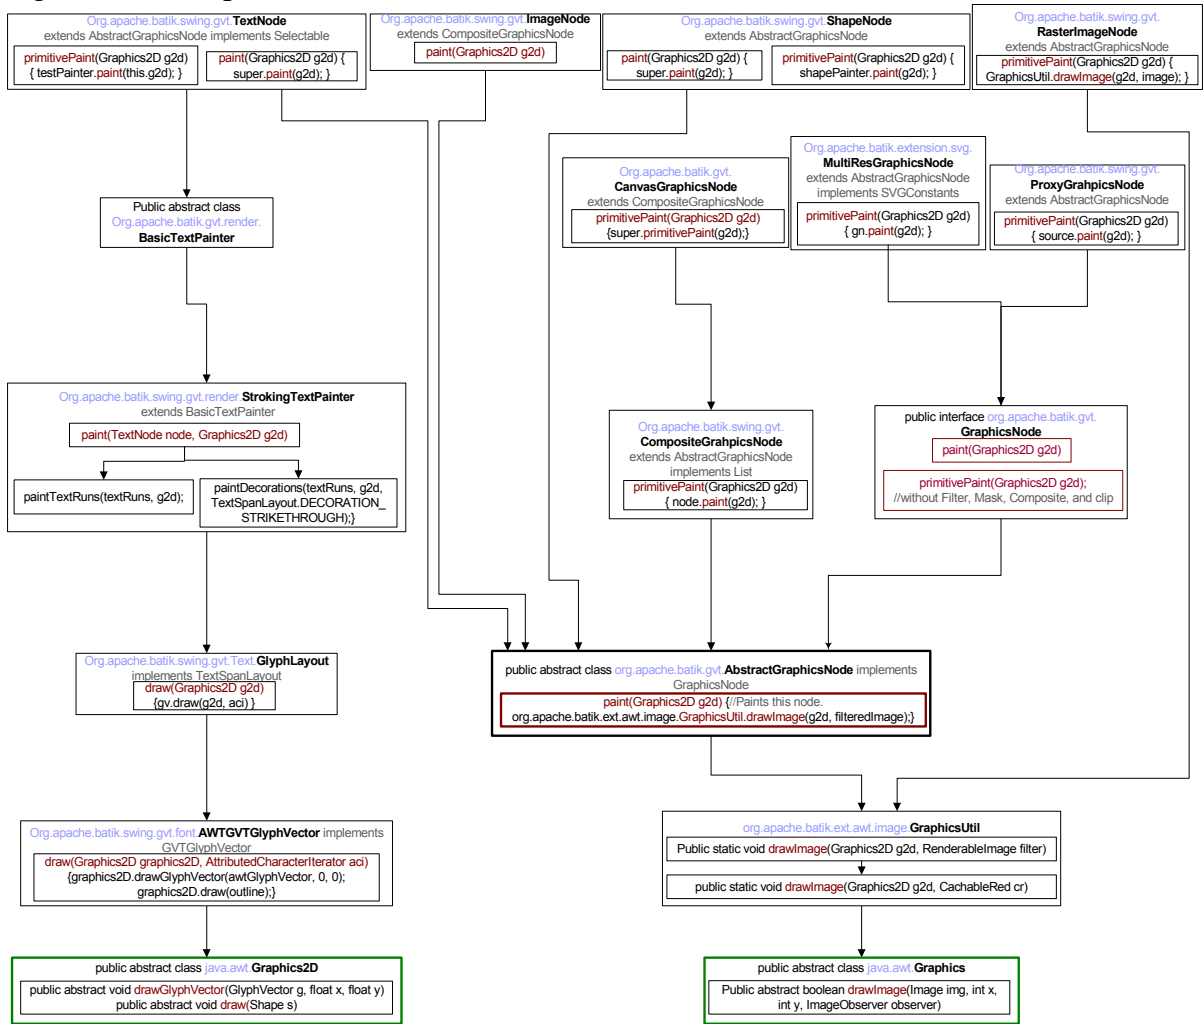 Org.apache.batik.swing.gvt.TextNode
extends AbstractGraphicsNode implements Selectable
primitivePaint(Graphics2D g2d)
{ testPainter.paint(this.g2d); }
paint(Graphics2D g2d) {
super.paint(g2d); }
Org.apache.batik.swing.gvt.ImageNode
extends CompositeGraphicsNode
paint(Graphics2D g2d)
Org.apache.batik.swing.gvt.ShapeNode
extends AbstractGraphicsNode
paint(Graphics2D g2d) {
super.paint(g2d); }
primitivePaint(Graphics2D g2d) {
shapePainter.paint(g2d); }
Org.apache.batik.swing.gvt.
RasterImageNode
extends AbstractGraphicsNode
primitivePaint(Graphics2D g2d) {
GraphicsUtil.drawImage(g2d, image); }
Org.apache.batik.gvt.
CanvasGraphicsNode
extends CompositeGraphicsNode
primitivePaint(Graphics2D g2d)
{super.primitivePaint(g2d);}
Org.apache.batik.extension.svg.
MultiResGraphicsNode
extends AbstractGraphicsNode
implements SVGConstants
primitivePaint(Graphics2D g2d)
{ gn.paint(g2d); }
Org.apache.batik.swing.gvt.
ProxyGrahpicsNode
extends AbstractGraphicsNode
primitivePaint(Graphics2D g2d)
{ source.paint(g2d); }
Public abstract class
Org.apache.batik.gvt.render.
BasicTextPainter
Org.apache.batik.swing.gvt.render.StrokingTextPainter
extends BasicTextPainter
paint(TextNode node, Graphics2D g2d)
paintTextRuns(textRuns, g2d);
paintDecorations(textRuns, g2d,
TextSpanLayout.DECORATION_
STRIKETHROUGH);}
Org.apache.batik.swing.gvt.
CompositeGrahpicsNode
extends AbstractGraphicsNode
implements List
primitivePaint(Graphics2D g2d)
{ node.paint(g2d); }
public interface org.apache.batik.gvt.
GraphicsNode
paint(Graphics2D g2d)
primitivePaint(Graphics2D g2d);
//without Filter, Mask, Composite, and clip
Org.apache.batik.swing.gvt.Text.GlyphLayout
implements TextSpanLayout
draw(Graphics2D g2d)
{gv.draw(g2d, aci) }
public abstract class org.apache.batik.gvt.AbstractGraphicsNode implements
GraphicsNode
paint(Graphics2D g2d) {//Paints this node.
org.apache.batik.ext.awt.image.GraphicsUtil.drawImage(g2d, filteredImage);}
Org.apache.batik.swing.gvt.font.AWTGVTGlyphVector implements
GVTGlyphVector
draw(Graphics2D graphics2D, AttributedCharacterIterator aci)
{graphics2D.drawGlyphVector(awtGlyphVector, 0, 0);
graphics2D.draw(outline);}
org.apache.batik.ext.awt.image.GraphicsUtil
Public static void drawImage(Graphics2D g2d, RenderableImage filter)
public static void drawImage(Graphics2D g2d, CachableRed cr)
public abstract class java.awt.Graphics2D
public abstract void drawGlyphVector(GlyphVector g, float x, float y)
public abstract void draw(Shape s)
public abstract class java.awt.Graphics
Public abstract boolean drawImage(Image img, int x,
int y, ImageObserver observer)